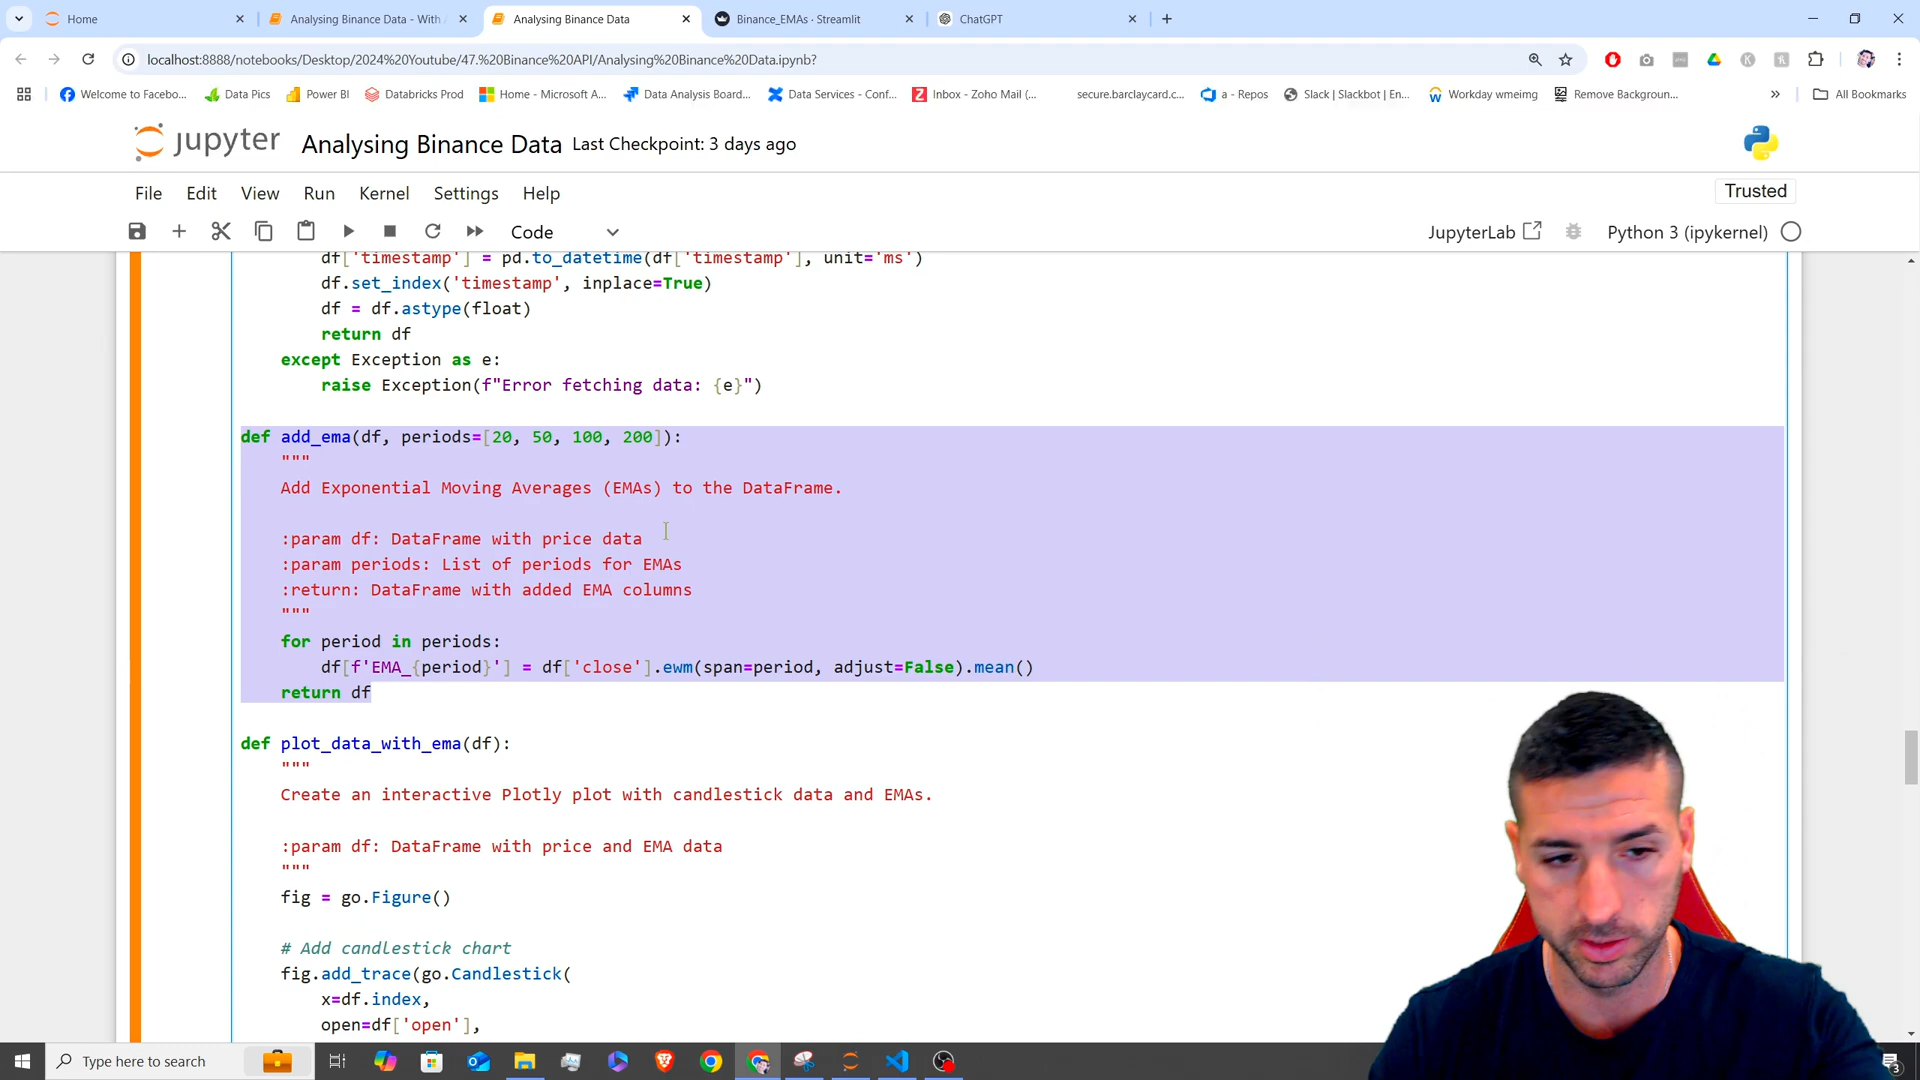 Home
Analysing Binance Data - With
Analysing Binance Data
Binance_EMAs · Streamlit
ChatGPT
localhost:8888/notebooks/Desktop/2024%20Youtube/47.%20Binance%20API/Analysing%20Binance%20Data.ipynb?
Welcome to Facebo...
Data Pics
Power BI
Databricks Prod
Home - Microsoft A...
Data Analysis Board...
Data Services - Conf...
Inbox - Zoho Mail (...
secure.barclaycard.c...
a - Repos
Slack | Slackbot | En...
Workday wmeimg
Remove Backgroun...
All Bookmarks
jupyter
Analysing Binance Data
Last Checkpoint: 3 days ago
File Edit View Run Kernel Settings Help
Trusted
Code
JupyterLab
Python 3 (ipykernel)
df['timestamp'] = pd.to_datetime(df['timestamp'], unit='ms')
df.set_index('timestamp', inplace=True)
df = df.astype(float)
return df
except Exception as e:
raise Exception(f"Error fetching data: {e}")
def add_ema(df, periods=[20, 50, 100, 200]):
"""
Add Exponential Moving Averages (EMAs) to the DataFrame.
:param df: DataFrame with price data
:param periods: List of periods for EMAs
:return: DataFrame with added EMA columns
"""
for period in periods:
df[f'EMA_{period}'] = df['close'].ewm(span=period, adjust=False).mean()
return df
def plot_data_with_ema(df):
"""
Create an interactive Plotly plot with candlestick data and EMAs.
:param df: DataFrame with price and EMA data
"""
fig = go.Figure()
# Add candlestick chart
fig.add_trace(go.Candlestick(
x=df.index,
open=df['open'],
Type here to search
3